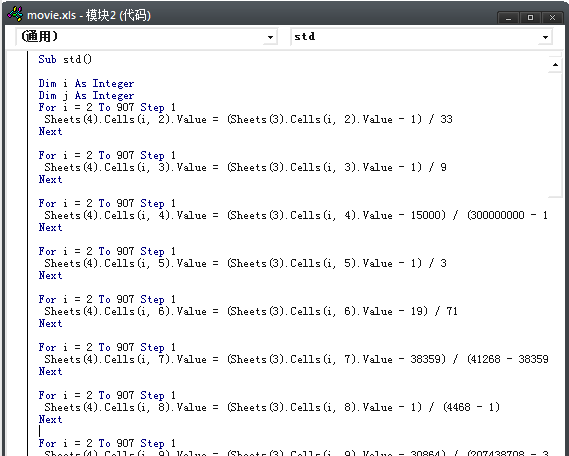 movie.xls - 模块2 (代码)
(通用) std
Sub std()
Dim i As Integer
Dim j As Integer
For i = 2 To 907 Step 1
Sheets(4).Cells(i, 2).Value = (Sheets(3).Cells(i, 2).Value - 1) / 33
Next
For i = 2 To 907 Step 1
Sheets(4).Cells(i, 3).Value = (Sheets(3).Cells(i, 3).Value - 1) / 9
Next
For i = 2 To 907 Step 1
Sheets(4).Cells(i, 4).Value = (Sheets(3).Cells(i, 4).Value - 15000) / (300000000 - 1
Next
For i = 2 To 907 Step 1
Sheets(4).Cells(i, 5).Value = (Sheets(3).Cells(i, 5).Value - 1) / 3
Next
For i = 2 To 907 Step 1
Sheets(4).Cells(i, 6).Value = (Sheets(3).Cells(i, 6).Value - 19) / 71
Next
For i = 2 To 907 Step 1
Sheets(4).Cells(i, 7).Value = (Sheets(3).Cells(i, 7).Value - 38359) / (41268 - 38359
Next
For i = 2 To 907 Step 1
Sheets(4).Cells(i, 8).Value = (Sheets(3).Cells(i, 8).Value - 1) / (4468 - 1)
Next
For i = 2 To 907 Step 1
Sheets(4).Cells(i, 9).Value = (Sheets(3).Cells(i, 9).Value - 30864) / (207438708 - 3